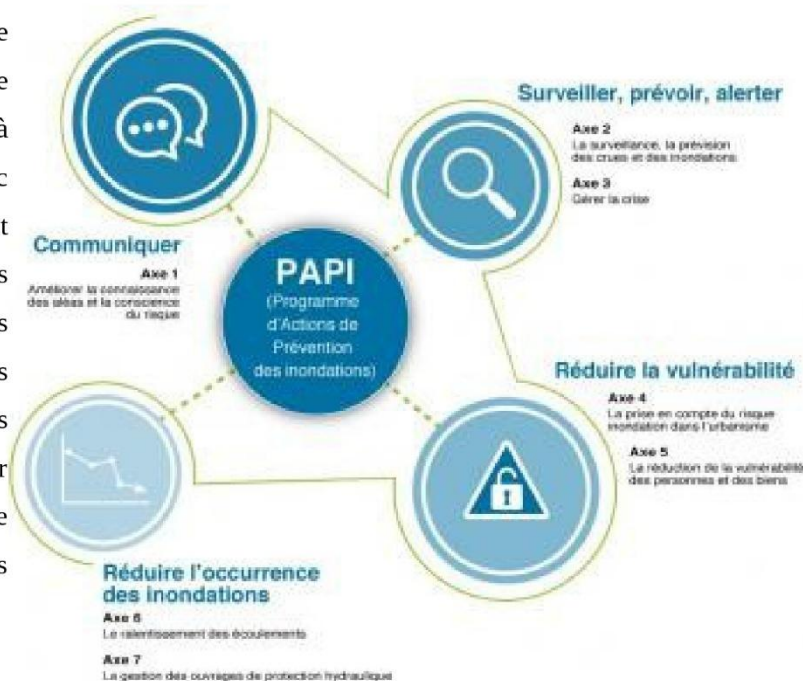 e
e
à
c
t
s
s
s
s
r
e
s
Communiquer
Axe 1
Améliorer la connaissance
des aléas et la conscience
du risque
PAPI
(Programme
d'Actions de
Prévention
des inondations)
Surveiller, prévoir, alerter
Axe 2
La surveillance, la prévision
des crues et des inondations
Axe 3
Gérer la crise
Réduire la vulnérabilité
Axe 4
La prise en compte du risque
inondation dans l'urbanisme
Axe 5
La réduction de la vulnérabilité
des personnes et des biens
Réduire l'occurrence
des inondations
Axe 6
Le ralentissement des écoulements
Axe 7
La gestion des ouvrages de protection hydraulique